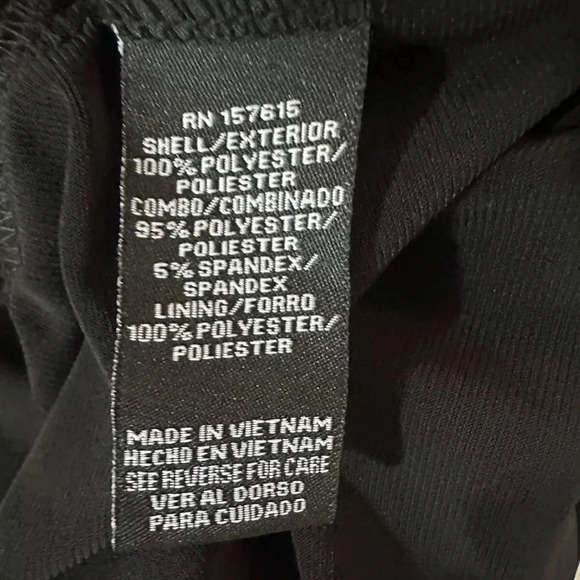 RN 157615
SHELL/EXTERIOR
100% POLYESTER/
POLIESTER
COMBO/COMBINADO
95% POLYESTER/
POLIESTER
5% SPANDEX/
SPANDEX
LINING/FORRO
100% POLYESTER/
POLIESTER
MADE IN VIETNAM
HECHO EN VIETNAM
SEE REVERSE FOR CARE
VER AL DORSO
PARA CUIDADO